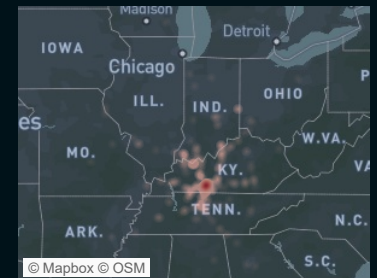 Madison
Detroit
IOWA
Chicago
ILL.
IND.
OHIO
es
MO.
W.VA.
KY.
VA
TENN.
N.C.
ARK.
S.C.
© Mapbox © OSM